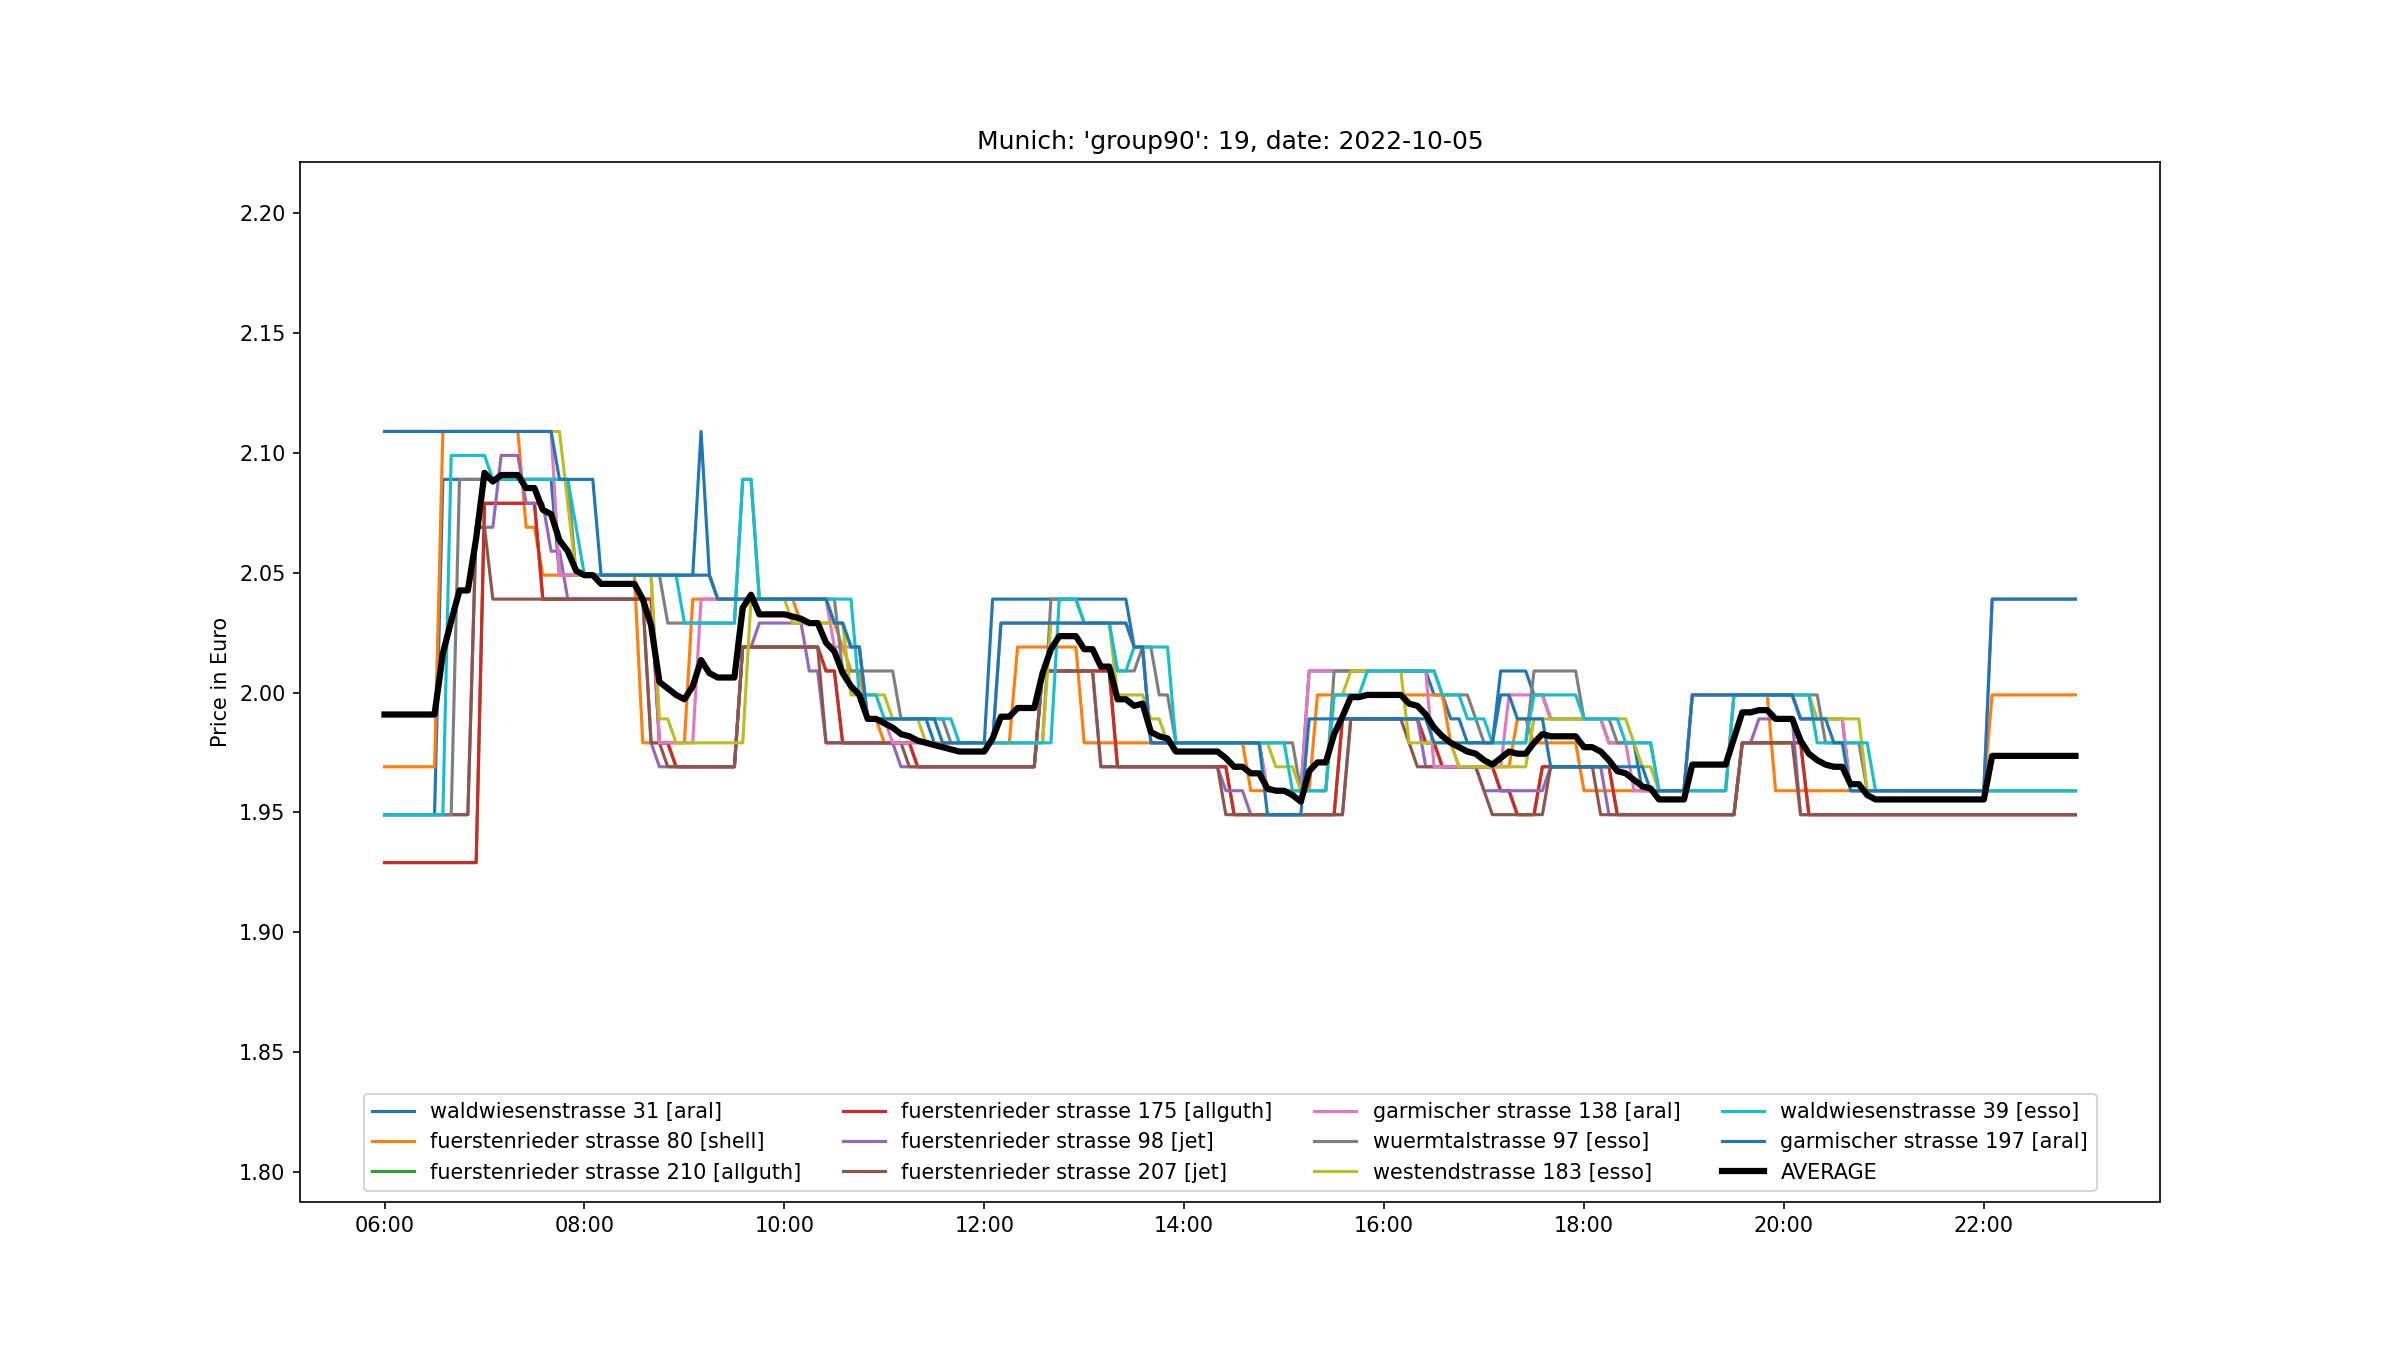 Munich: 'group90': 19, date: 2022-10-05
Price in Euro
2.20
2.15
2.10
2.05
2.00
1.95
1.90
1.85
1.80
waldwiesenstrasse 31 [aral]
fuerstenrieder strasse 80 [shell]
fuerstenrieder strasse 210 [allguth]
fuerstenrieder strasse 175 [allguth]
fuerstenrieder strasse 98 [jet]
fuerstenrieder strasse 207 [jet]
garmischer strasse 138 [aral]
wuermtalstrasse 97 [esso]
westendstrasse 183 [esso]
waldwiesenstrasse 39 [esso]
garmischer strasse 197 [aral]
AVERAGE
06:00 08:00 10:00 12:00 14:00 16:00 18:00 20:00 22:00